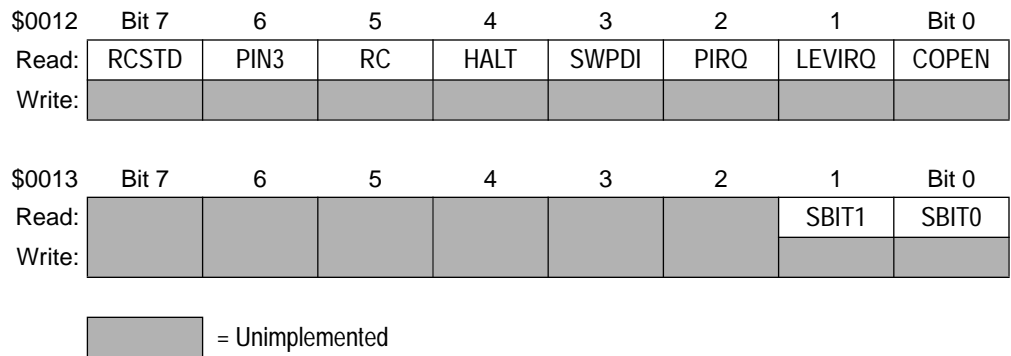 $0012 Bit 7 6 5 4 3 2 1 Bit 0
Read: RCSTD PIN3 RC HALT SWPDI PIRQ LEVIRQ COPEN
Write:
$0013 Bit 7 6 5 4 3 2 1 Bit 0
Read: SBIT1 SBIT0
Write:
= Unimplemented